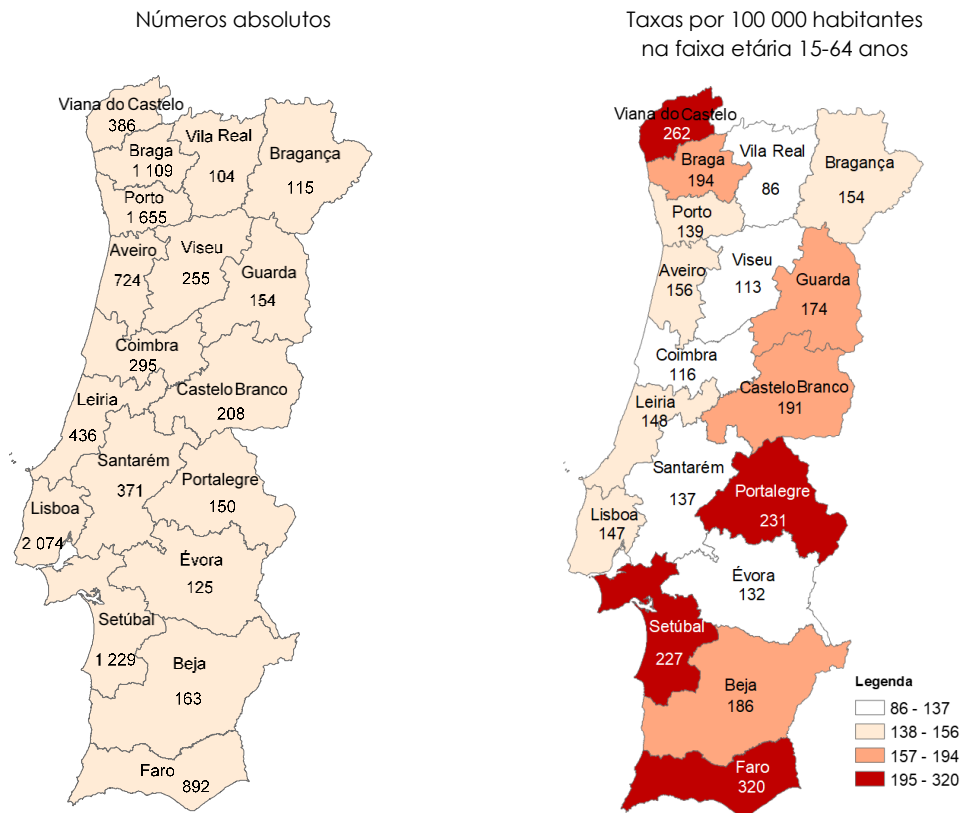 Números absolutos
Viana do Castelo
386
Braga
1 109
Vila Real
104
Bragança
115
Porto
1 655
Aveiro
724
Viseu
255
Guarda
154
Coimbra
295
Castelo Branco
208
Leiria
436
Santarém
371
Portalegre
150
Lisboa
2 074
Évora
125
Setúbal
1 229
Beja
163
Faro
892
Taxas por 100 000 habitantes
na faixa etária 15-64 anos
Viana do Castelo
262
Braga
194
Vila Real
86
Bragança
154
Porto
139
Aveiro
156
Viseu
113
Guarda
174
Coimbra
116
Castelo Branco
191
Leiria
148
Santarém
137
Portalegre
231
Lisboa
147
Évora
132
Setúbal
227
Beja
186
Faro
320
Legenda
86 - 137
138 - 156
157 - 194
195 - 320